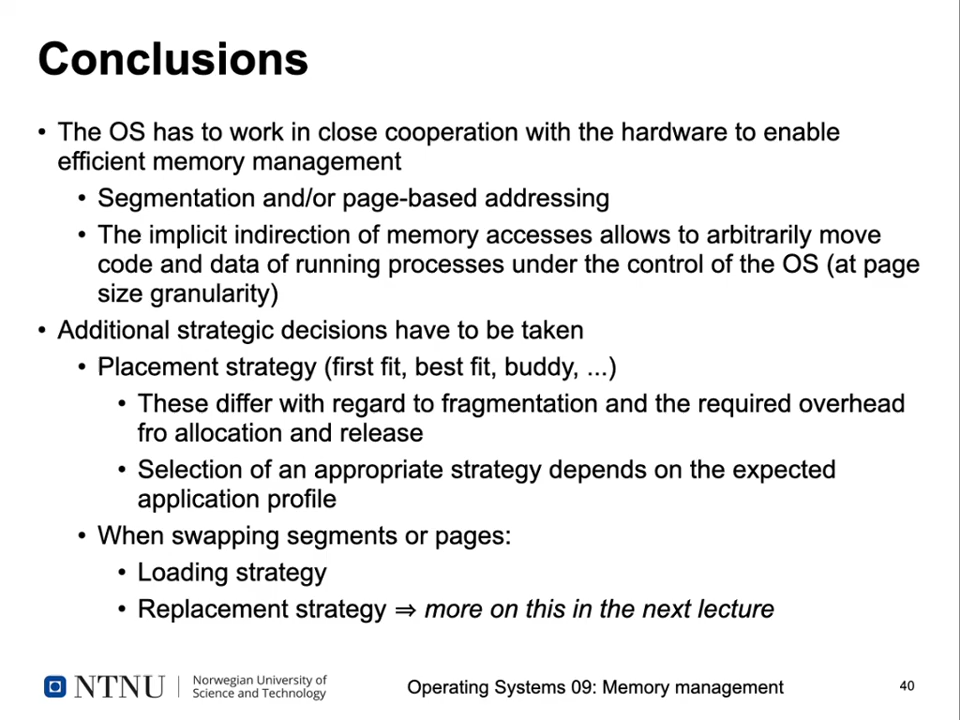 Conclusions
• The OS has to work in close cooperation with the hardware to enable
efficient memory management
• Segmentation and/or page-based addressing
• The implicit indirection of memory accesses allows to arbitrarily move
code and data of running processes under the control of the OS (at page
size granularity)
• Additional strategic decisions have to be taken
• Placement strategy (first fit, best fit, buddy, ...)
• These differ with regard to fragmentation and the required overhead
fro allocation and release
• Selection of an appropriate strategy depends on the expected
application profile
• When swapping segments or pages:
• Loading strategy
• Replacement strategy ⇒ more on this in the next lecture
NTNU
Norwegian University of
Science and Technology
Operating Systems 09: Memory management
40